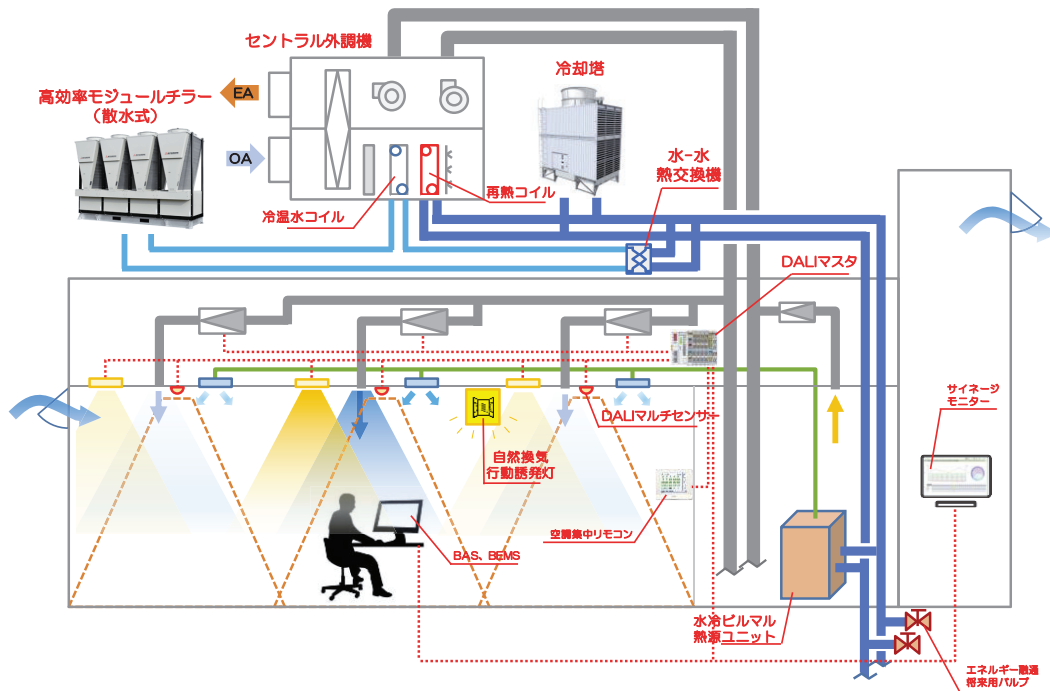 セントラル外調機
冷却塔
EA
高効率モジュールチラー
（散水式）
OA
水-水
熱交換機
再熱コイル
冷温水コイル
DALIマスタ
サイネージ
モニター
DALIマルチセンサー
自然換気
行動誘発灯
空調集中リモコン
BAS、BEMS
水冷ビルマル
熱源ユニット
エネルギー融通
将来用バルブ